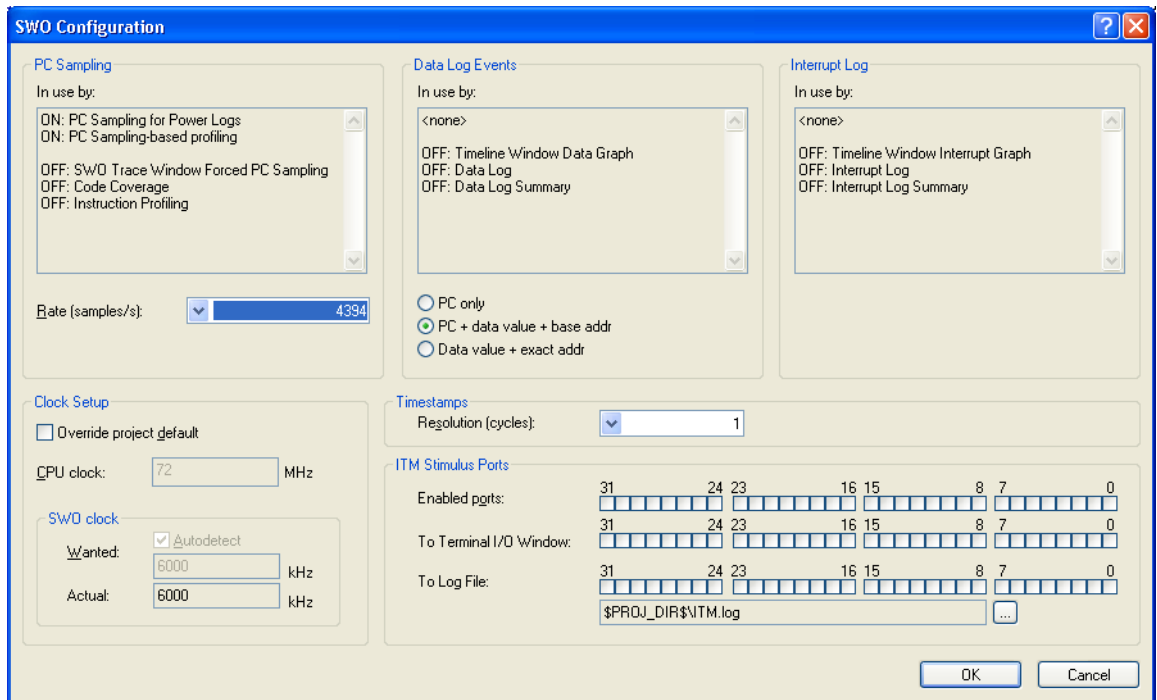 SWO Configuration
PC Sampling
In use by:
ON: PC Sampling for Power Logs
ON: PC Sampling-based profiling
OFF: SWO Trace Window Forced PC Sampling
OFF: Code Coverage
OFF: Instruction Profiling
Rate (samples/s):
4394
Data Log Events
In use by:
<none>
OFF: Timeline Window Data Graph
OFF: Data Log
OFF: Data Log Summary
PC only
PC + data value + base addr
Data value + exact addr
Interrupt Log
In use by:
<none>
OFF: Timeline Window Interrupt Graph
OFF: Interrupt Log
OFF: Interrupt Log Summary
Clock Setup
Override project default
CPU clock: 72 MHz
SWO clock
Wanted:
Autodetect
6000 kHz
Actual: 6000 kHz
Timestamps
Resolution (cycles): 1
ITM Stimulus Ports
31 24 23 16 15 8 7 0
Enabled ports:
31 24 23 16 15 8 7 0
To Terminal I/O Window:
31 24 23 16 15 8 7 0
To Log File:
$PROJ_DIR$\ITM.log ...
OK Cancel